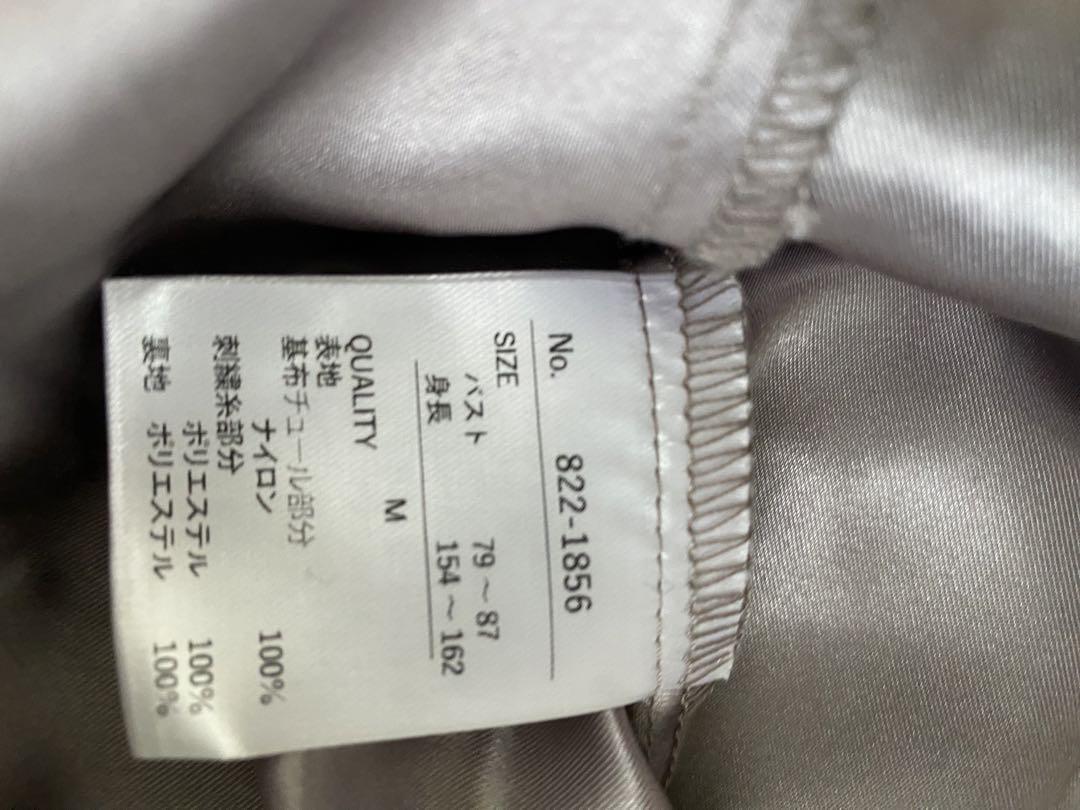 No. 822-1856
SIZE
バスト 79～87
身長 154～162
M
QUALITY
表地
基布チュール部分
ナイロン 100%
刺繍糸部分
ポリエステル 100%
裏地 ポリエステル 100%